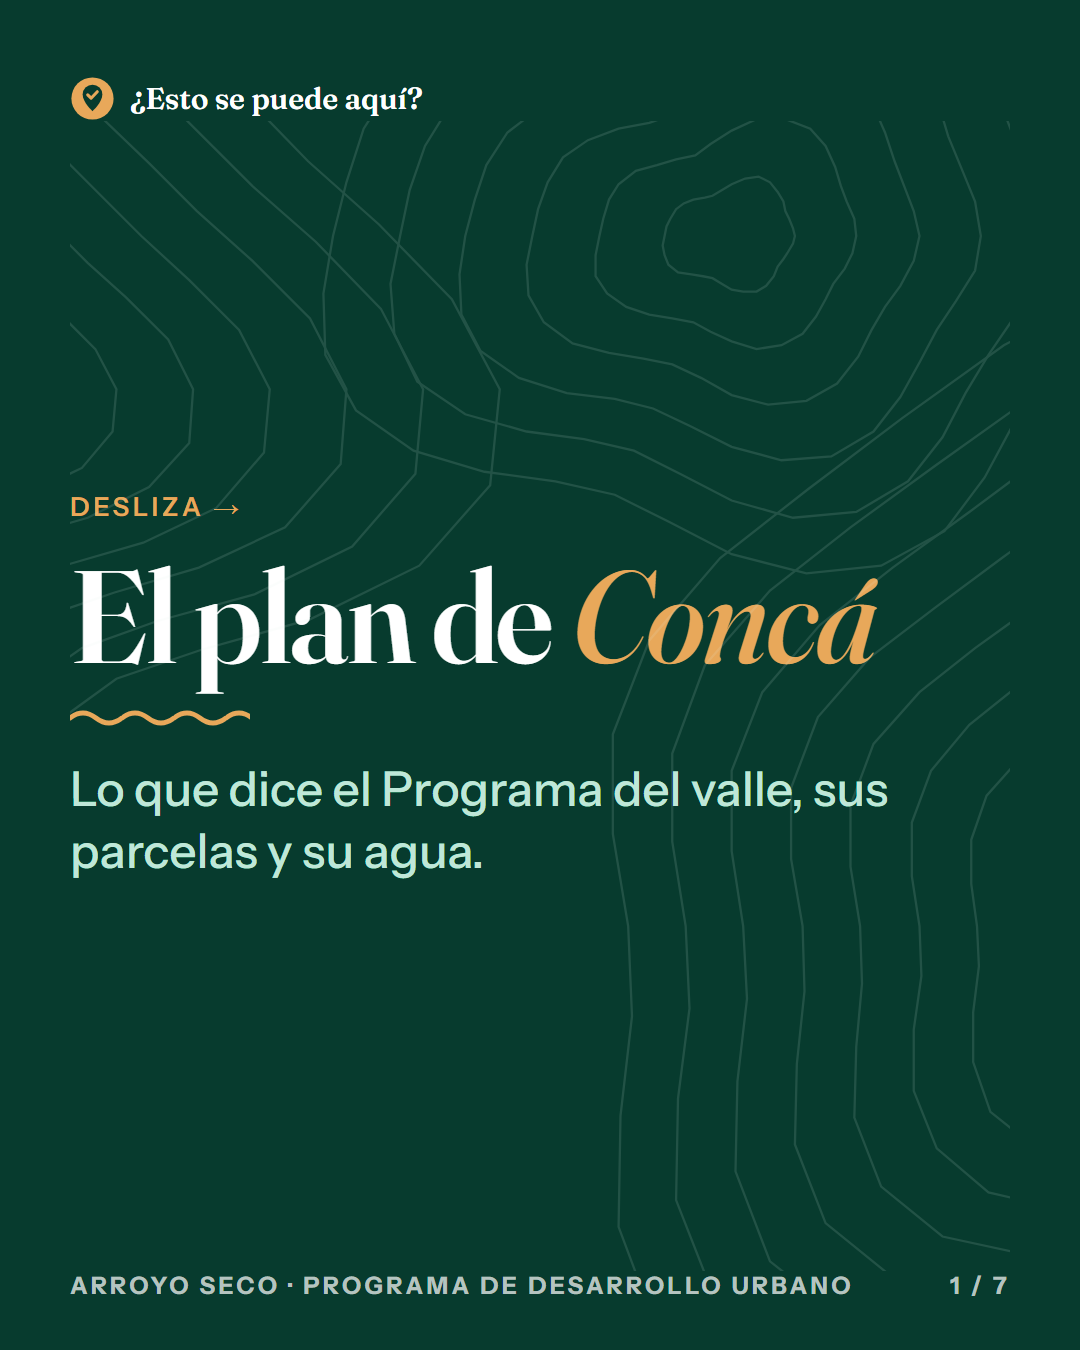 ¿Esto se puede aquí?
DESLIZA →
El plan de Concá
Lo que dice el Programa del valle, sus
parcelas y su agua.
ARROYO SECO · PROGRAMA DE DESARROLLO URBANO 1 / 7